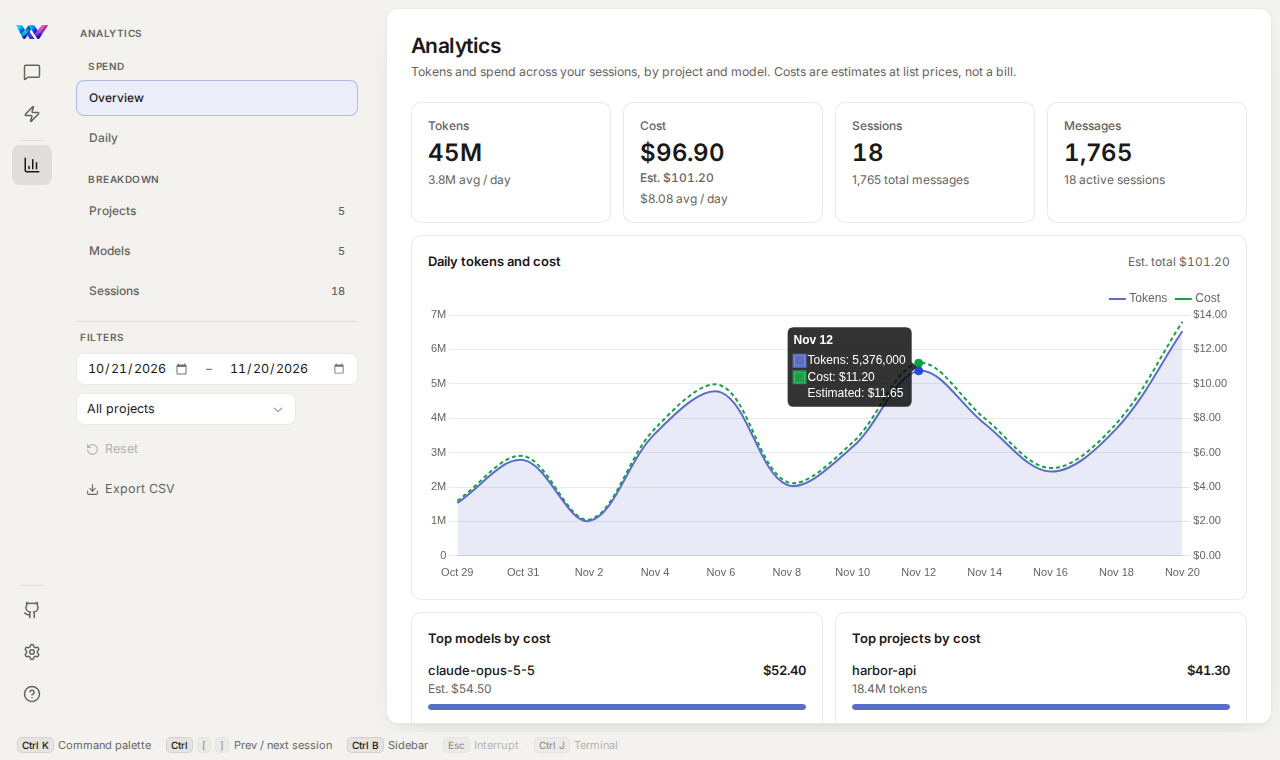 ANALYTICS
SPEND
Overview
Daily
BREAKDOWN
Projects 5
Models 5
Sessions 18
FILTERS
10/21/2026 – 11/20/2026
All projects
Reset
Export CSV
Analytics
Tokens and spend across your sessions, by project and model. Costs are estimates at list prices, not a bill.
Tokens
45M
3.8M avg / day
Cost
$96.90
Est. $101.20
$8.08 avg / day
Sessions
18
1,765 total messages
Messages
1,765
18 active sessions
Daily tokens and cost
Est. total $101.20
Tokens Cost
7M $14.00
6M $12.00
5M $10.00
4M $8.00
3M $6.00
2M $4.00
1M $2.00
0 $0.00
Nov 12
Tokens: 5,376,000
Cost: $11.20
Estimated: $11.65
Oct 29 Oct 31 Nov 2 Nov 4 Nov 6 Nov 8 Nov 10 Nov 12 Nov 14 Nov 16 Nov 18 Nov 20
Top models by cost
claude-opus-5-5 $52.40
Est. $54.50
Top projects by cost
harbor-api $41.30
18.4M tokens
Ctrl K Command palette Ctrl [ ] Prev / next session Ctrl B Sidebar Esc Interrupt Ctrl J Terminal